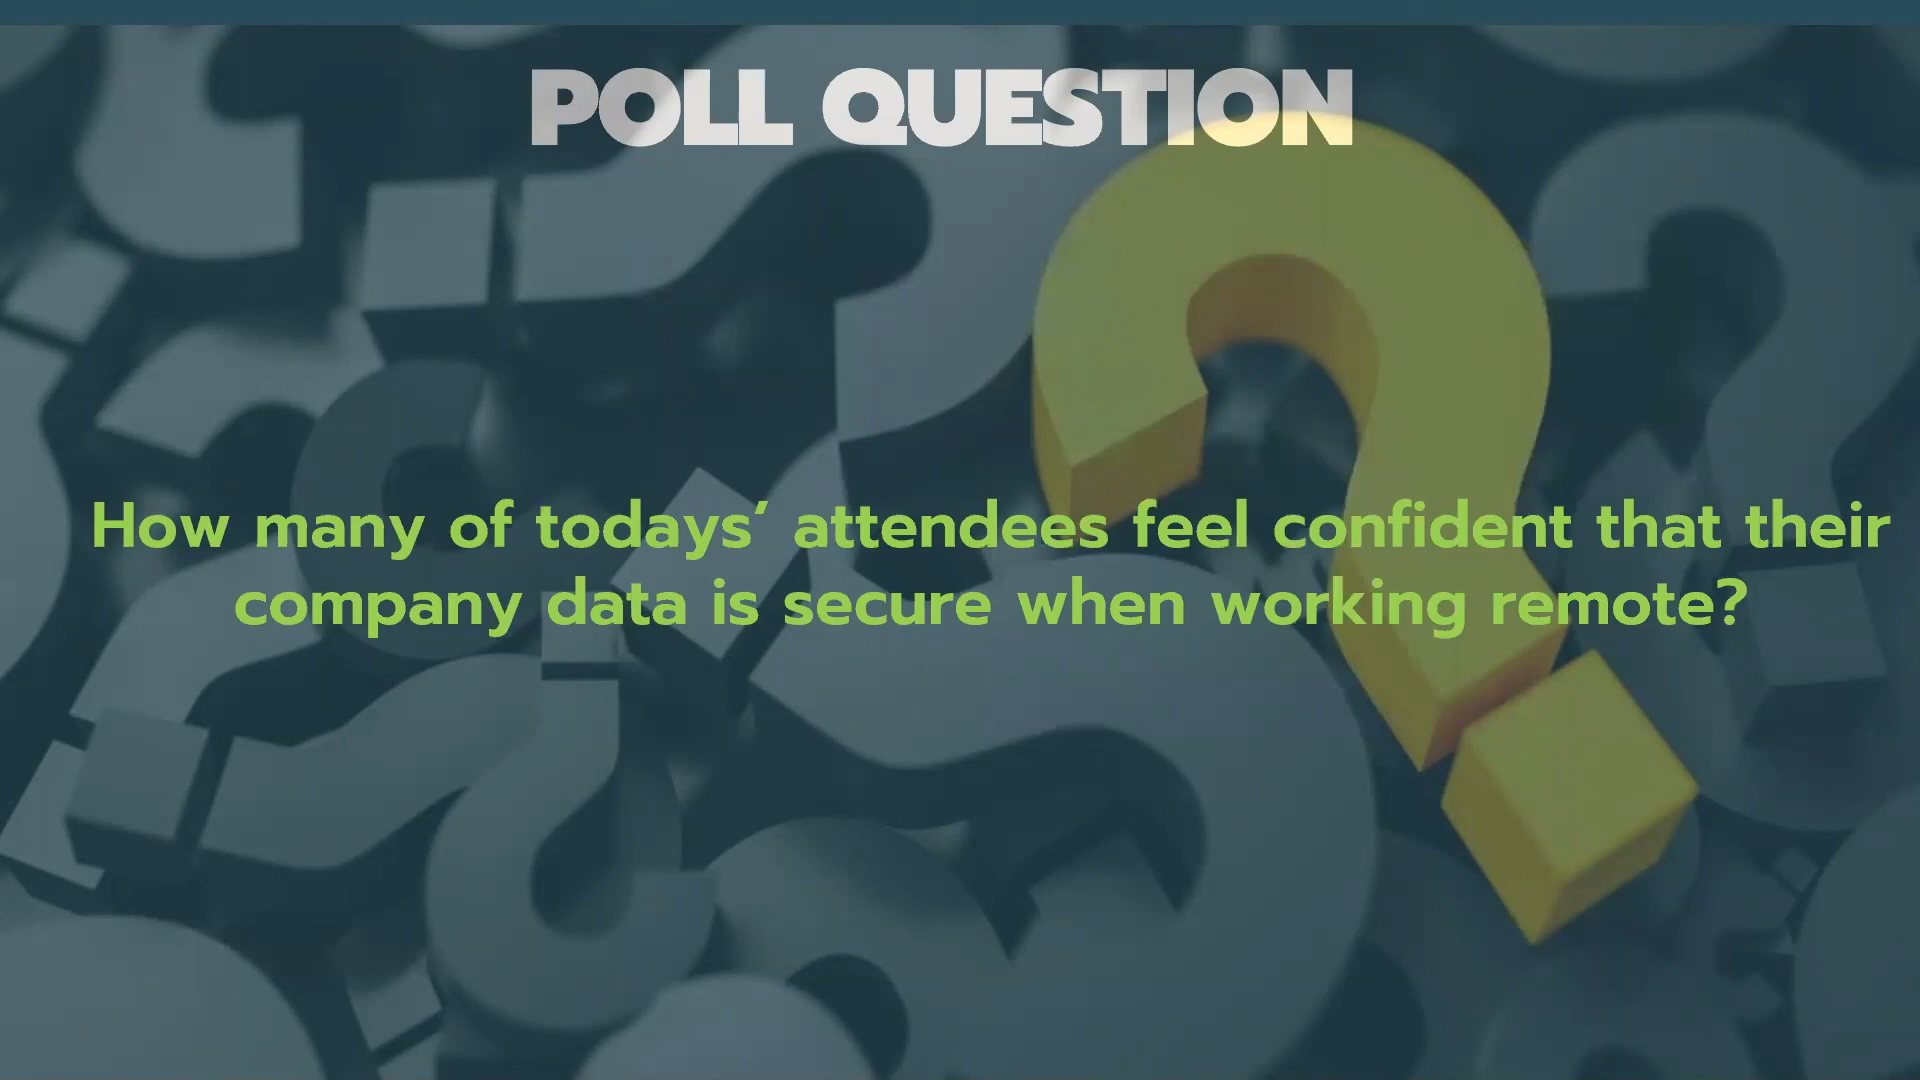 POLL QUESTION
How many of todays’ attendees feel confident that their
company data is secure when working remote?